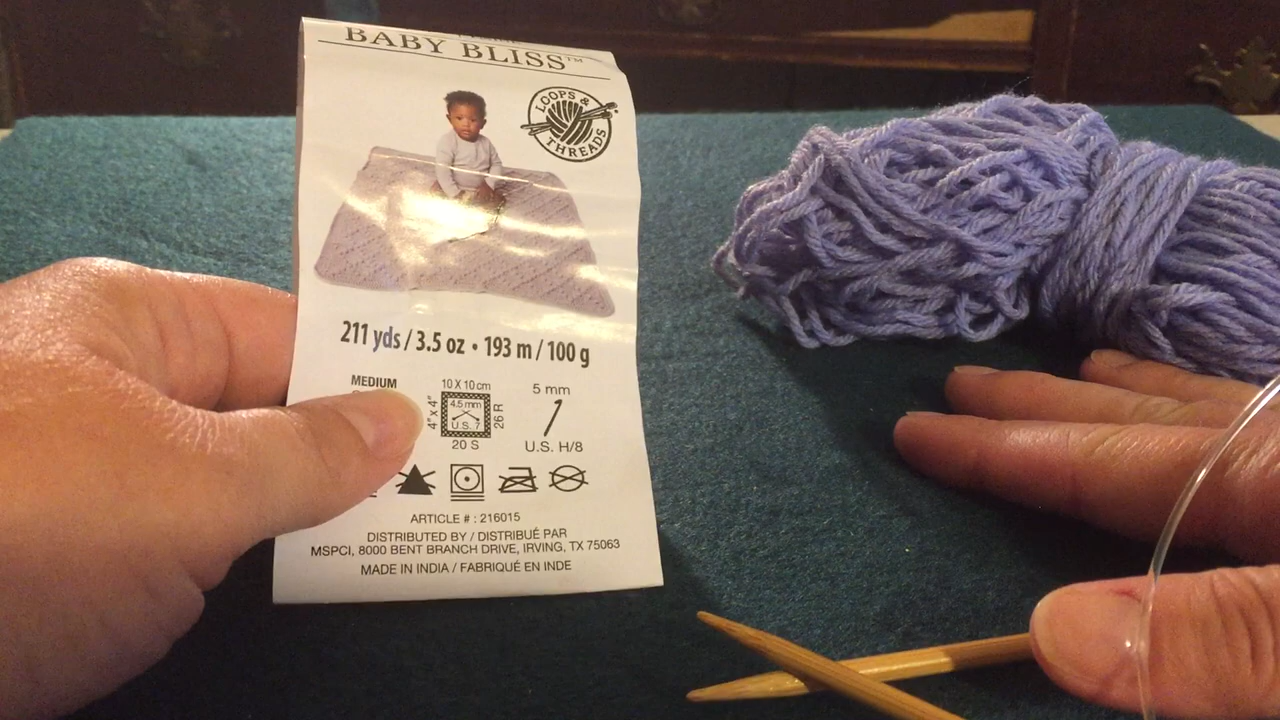 BABY BLISS™
LOOPS &
THREADS
211 yds / 3.5 oz • 193 m / 100 g
MEDIUM
10 X 10 cm
4" x 4"
4.5 mm
U.S. 7
26 R
20 S
5 mm
U.S. H/8
ARTICLE # : 216015
DISTRIBUTED BY / DISTRIBUÉ PAR
MSPCI, 8000 BENT BRANCH DRIVE, IRVING, TX 75063
MADE IN INDIA / FABRIQUÉ EN INDE